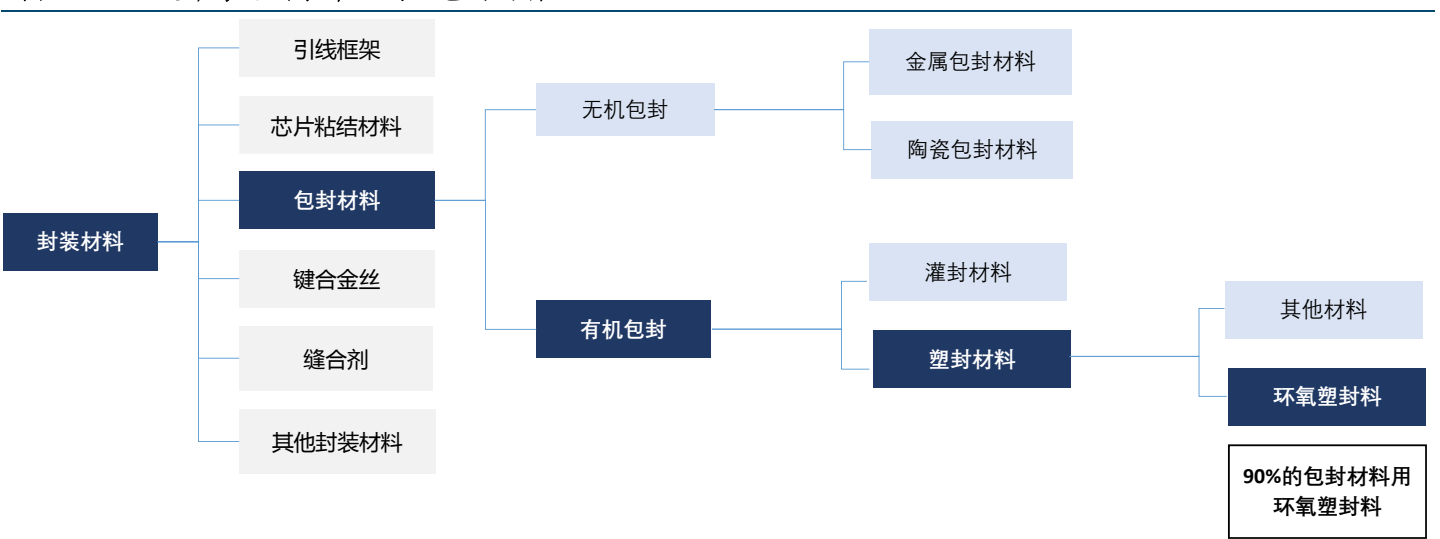 引线框架
芯片粘结材料
包封材料
封装材料
键合金丝
缝合剂
其他封装材料
无机包封
有机包封
金属包封材料
陶瓷包封材料
灌封材料
塑封材料
其他材料
环氧塑封料
90%的包封材料用
环氧塑封料